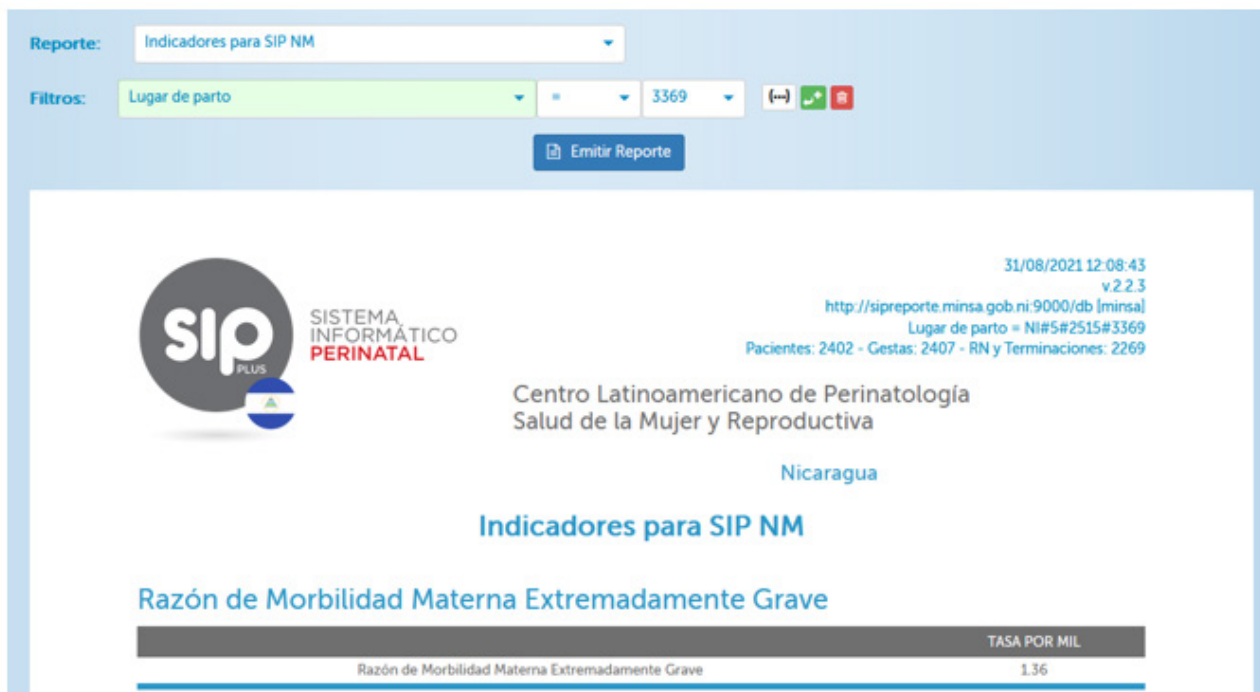 Reporte: Indicadores para SIP NM
Filtros: Lugar de parto = 3369 (···)
Emitir Reporte
31/08/2021 12:08:43
v.2.2.3
http://sipreporte.minsa.gob.ni:9000/db [minsa]
Lugar de parto = NI#5#2515#3369
Pacientes: 2402 - Gestas: 2407 - RN y Terminaciones: 2269
sip
PLUS
SISTEMA
INFORMÁTICO
PERINATAL
Centro Latinoamericano de Perinatología
Salud de la Mujer y Reproductiva
Nicaragua
Indicadores para SIP NM
Razón de Morbilidad Materna Extremadamente Grave
TASA POR MIL
Razón de Morbilidad Materna Extremadamente Grave 1.36